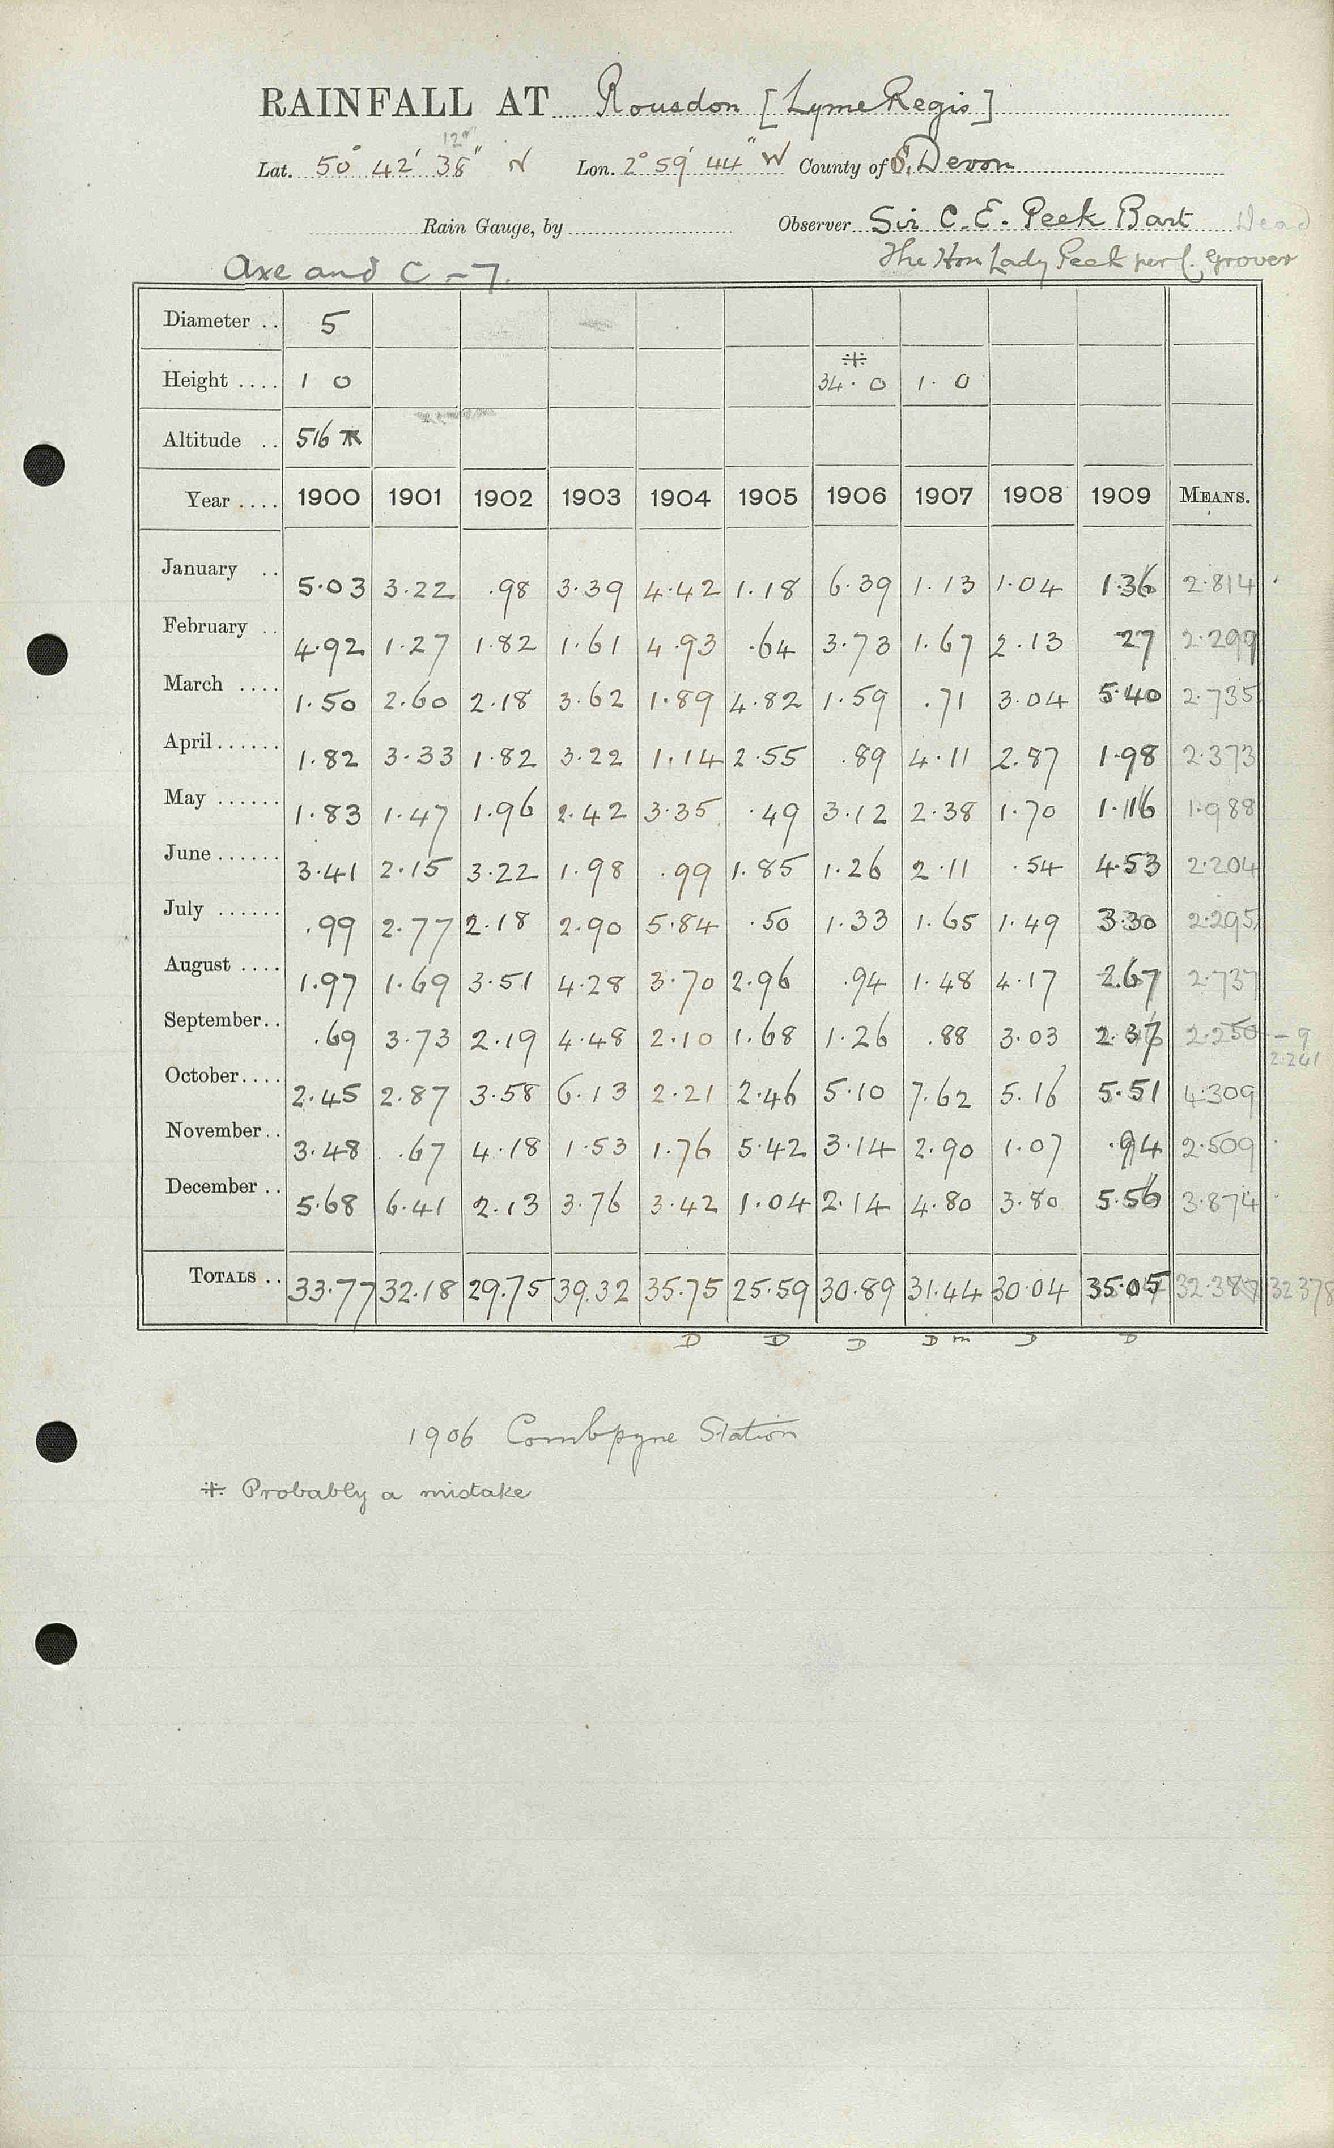 RAINFALL AT Rousdon [Lyme Regis]
Lat. 50° 42' 38" N Lon. 2° 59' 44" W County of S. Devon
Rain Gauge, by Observer Sir C. E. Peek Bart Dead
Axe and C - 7. The Hon Lady Peek per C. Grover
Diameter .. 5
Height .... 1 0 ⁜ 34. 0 1. 0
Altitude .. 516
Year .... 1900 1901 1902 1903 1904 1905 1906 1907 1908 1909 MEANS.
January .. 5.03 3.22 .98 3.39 4.42 1.18 6.39 1.13 1.04 1.36 2.814
February .. 4.92 1.27 1.82 1.61 4.93 .64 3.73 1.67 2.13 27 2.299
March .... 1.50 2.60 2.18 3.62 1.89 4.82 1.59 .71 3.04 5.40 2.735
April ...... 1.82 3.33 1.82 3.22 1.14 2.55 .89 4.11 2.87 1.98 2.373
May ...... 1.83 1.47 1.96 2.42 3.35 .49 3.12 2.38 1.70 1.16 1.988
June ...... 3.41 2.15 3.22 1.98 .99 1.85 1.26 2.11 .54 4.53 2.204
July ...... .99 2.77 2.18 2.90 5.84 .50 1.33 1.65 1.49 3.30 2.295
August .... 1.97 1.69 3.51 4.28 3.70 2.96 .94 1.48 4.17 2.67 2.737
September.. .69 3.73 2.19 4.48 2.10 1.68 1.26 .88 3.03 2.37 2.250 - 9
2.241
October.... 2.45 2.87 3.58 6.13 2.21 2.46 5.10 7.62 5.16 5.51 4.309
November.. 3.48 .67 4.18 1.53 1.76 5.42 3.14 2.90 1.07 .94 2.509
December .. 5.68 6.41 2.13 3.76 3.42 1.04 2.14 4.80 3.80 5.56 3.874
TOTALS .. 33.77 32.18 29.75 39.32 35.75 25.59 30.89 31.44 30.04 35.05 32.387 32.378
D D D D m D D
1906 Combpyne Station
⁜ Probably a mistake